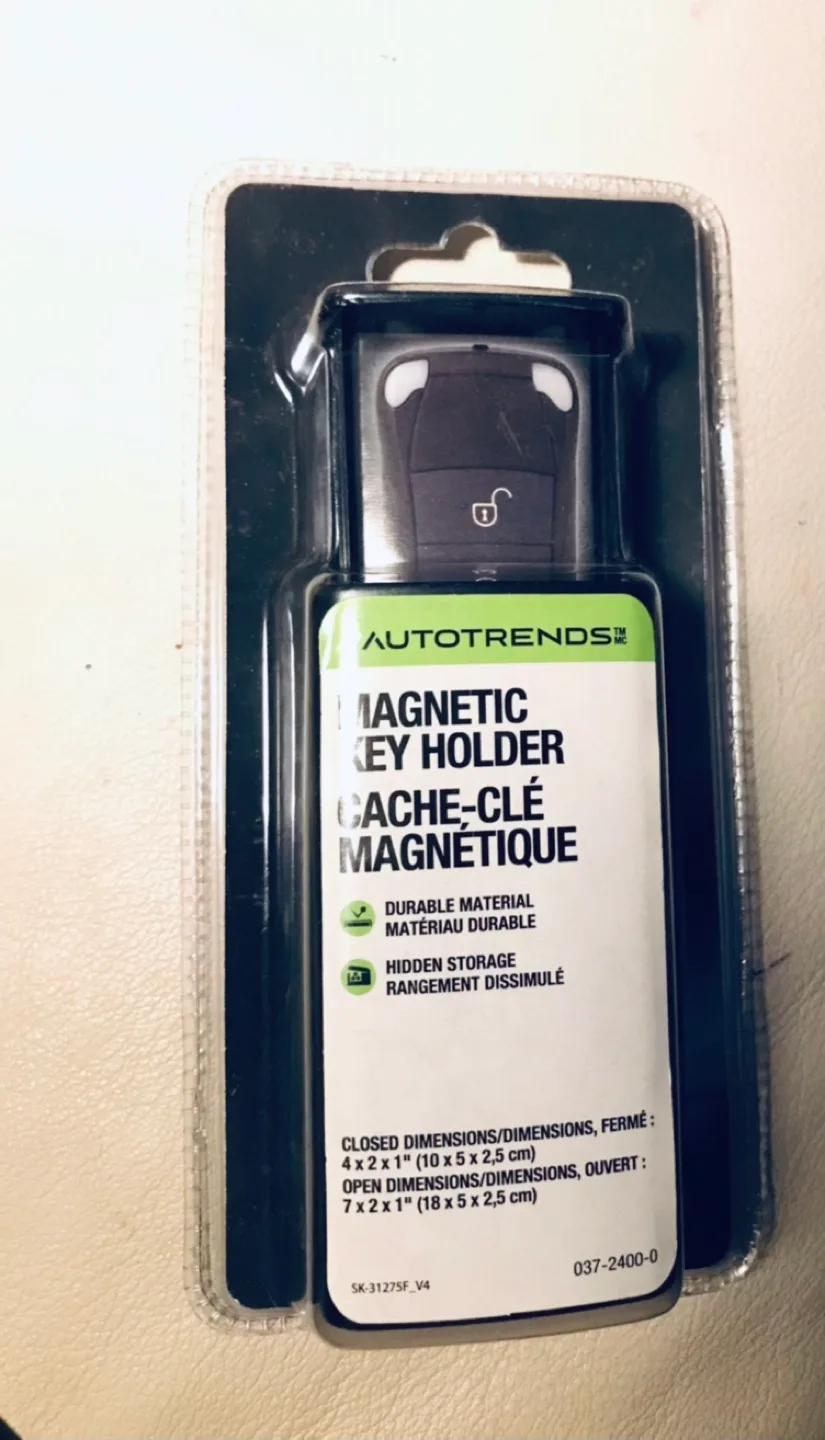 AUTOTRENDS™ MC
MAGNETIC
KEY HOLDER
CACHE-CLÉ
MAGNÉTIQUE
DURABLE MATERIAL
MATÉRIAU DURABLE
HIDDEN STORAGE
RANGEMENT DISSIMULÉ
CLOSED DIMENSIONS/DIMENSIONS, FERMÉ :
4 x 2 x 1" (10 x 5 x 2,5 cm)
OPEN DIMENSIONS/DIMENSIONS, OUVERT :
7 x 2 x 1" (18 x 5 x 2,5 cm)
037-2400-0
SK-31275F_V4